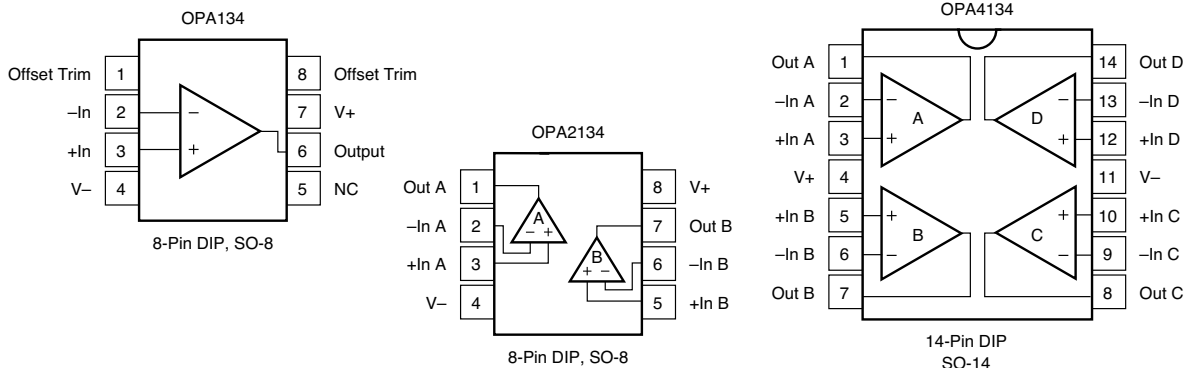 OPA134
Offset Trim 1 8 Offset Trim
–In 2 − 7 V+
+In 3 + 6 Output
V– 4 5 NC
8-Pin DIP, SO-8
OPA2134
Out A 1 8 V+
–In A 2 A − + 7 Out B
+In A 3 B + − 6 –In B
V– 4 5 +In B
8-Pin DIP, SO-8
OPA4134
Out A 1 14 Out D
–In A 2 − − 13 –In D
A D
+In A 3 + + 12 +In D
V+ 4 11 V–
+In B 5 + + 10 +In C
B C
–In B 6 − − 9 –In C
Out B 7 8 Out C
14-Pin DIP
SO-14